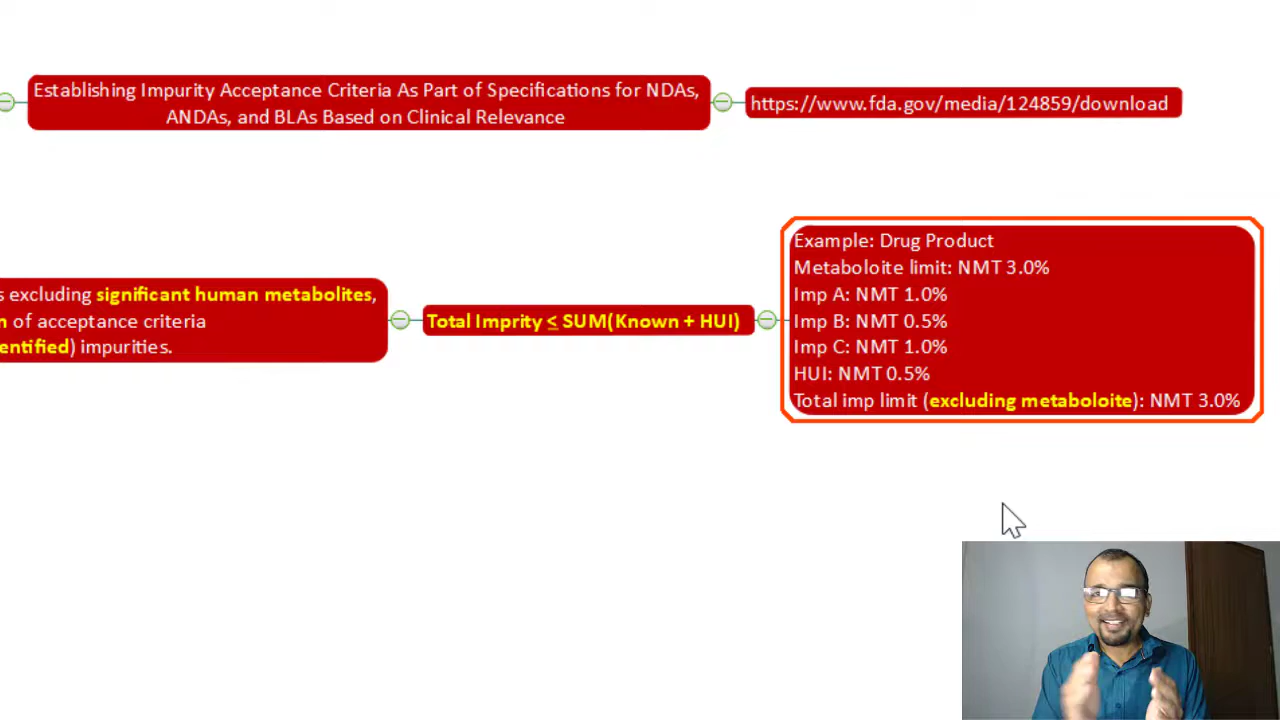 Establishing Impurity Acceptance Criteria As Part of Specifications for NDAs,
ANDAs, and BLAs Based on Clinical Relevance
https://www.fda.gov/media/124859/download
s excluding significant human metabolites,
n of acceptance criteria
entified) impurities.
Total Imprity ≤ SUM(Known + HUI)
Example: Drug Product
Metaboloite limit: NMT 3.0%
Imp A: NMT 1.0%
Imp B: NMT 0.5%
Imp C: NMT 1.0%
HUI: NMT 0.5%
Total imp limit (excluding metaboloite): NMT 3.0%